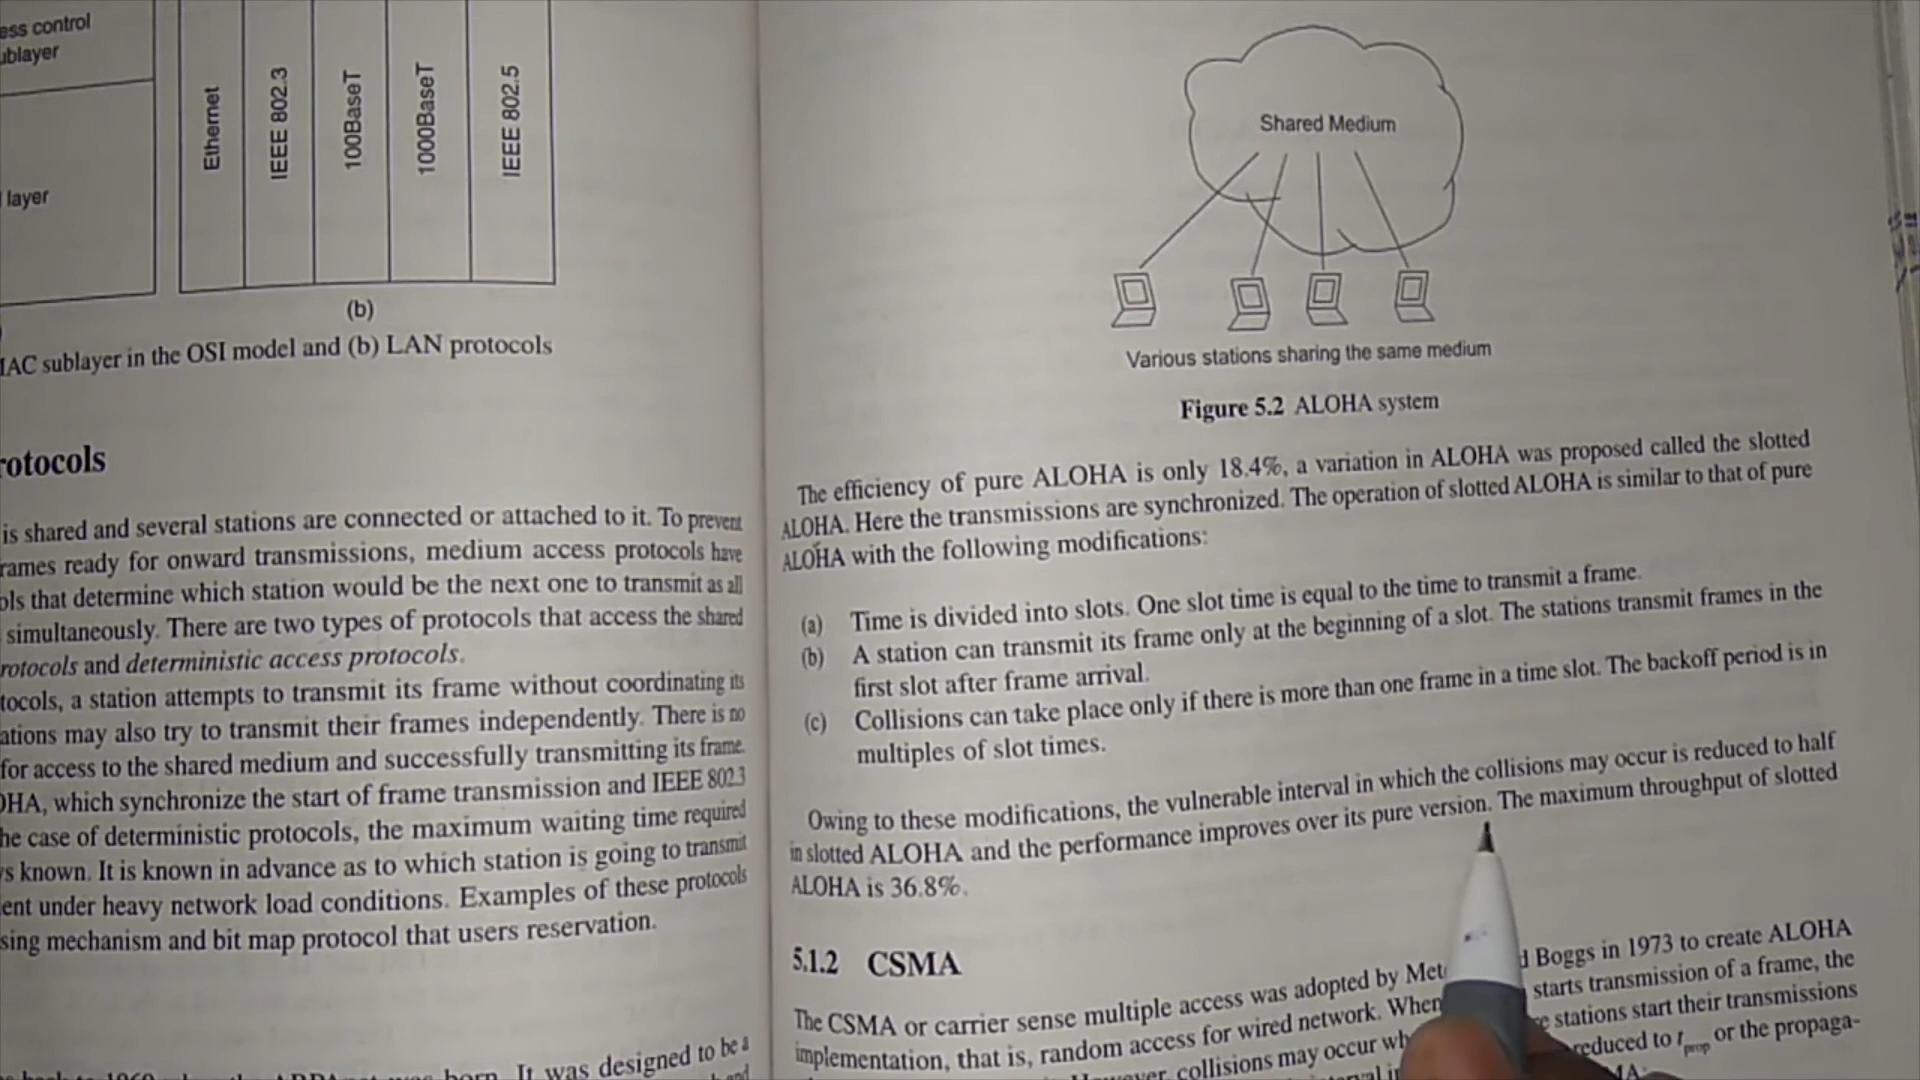 ess control
ublayer
layer
Ethernet
IEEE 802.3
100BaseT
1000BaseT
IEEE 802.5
(b)
MAC sublayer in the OSI model and (b) LAN protocols
rotocols
is shared and several stations are connected or attached to it. To prevent
rames ready for onward transmissions, medium access protocols have
ols that determine which station would be the next one to transmit as all
simultaneously. There are two types of protocols that access the shared
rotocols and deterministic access protocols.
tocols, a station attempts to transmit its frame without coordinating its
ations may also try to transmit their frames independently. There is no
for access to the shared medium and successfully transmitting its frame.
OHA, which synchronize the start of frame transmission and IEEE 802.3
he case of deterministic protocols, the maximum waiting time required
s known. It is known in advance as to which station is going to transmit
ent under heavy network load conditions. Examples of these protocols
sing mechanism and bit map protocol that users reservation.
born. It was designed to be a
Shared Medium
Various stations sharing the same medium
Figure 5.2 ALOHA system
The efficiency of pure ALOHA is only 18.4%, a variation in ALOHA was proposed called the slotted
ALOHA. Here the transmissions are synchronized. The operation of slotted ALOHA is similar to that of pure
ALOHA with the following modifications:
(a) Time is divided into slots. One slot time is equal to the time to transmit a frame.
(b) A station can transmit its frame only at the beginning of a slot. The stations transmit frames in the
first slot after frame arrival.
(c) Collisions can take place only if there is more than one frame in a time slot. The backoff period is in
multiples of slot times.
Owing to these modifications, the vulnerable interval in which the collisions may occur is reduced to half
in slotted ALOHA and the performance improves over its pure version. The maximum throughput of slotted
ALOHA is 36.8%.
5.1.2 CSMA
The CSMA or carrier sense multiple access was adopted by Met d Boggs in 1973 to create ALOHA
implementation, that is, random access for wired network. When starts transmission of a frame, the
collisions may occur wh e stations start their transmissions
reduced to tprop or the propaga-